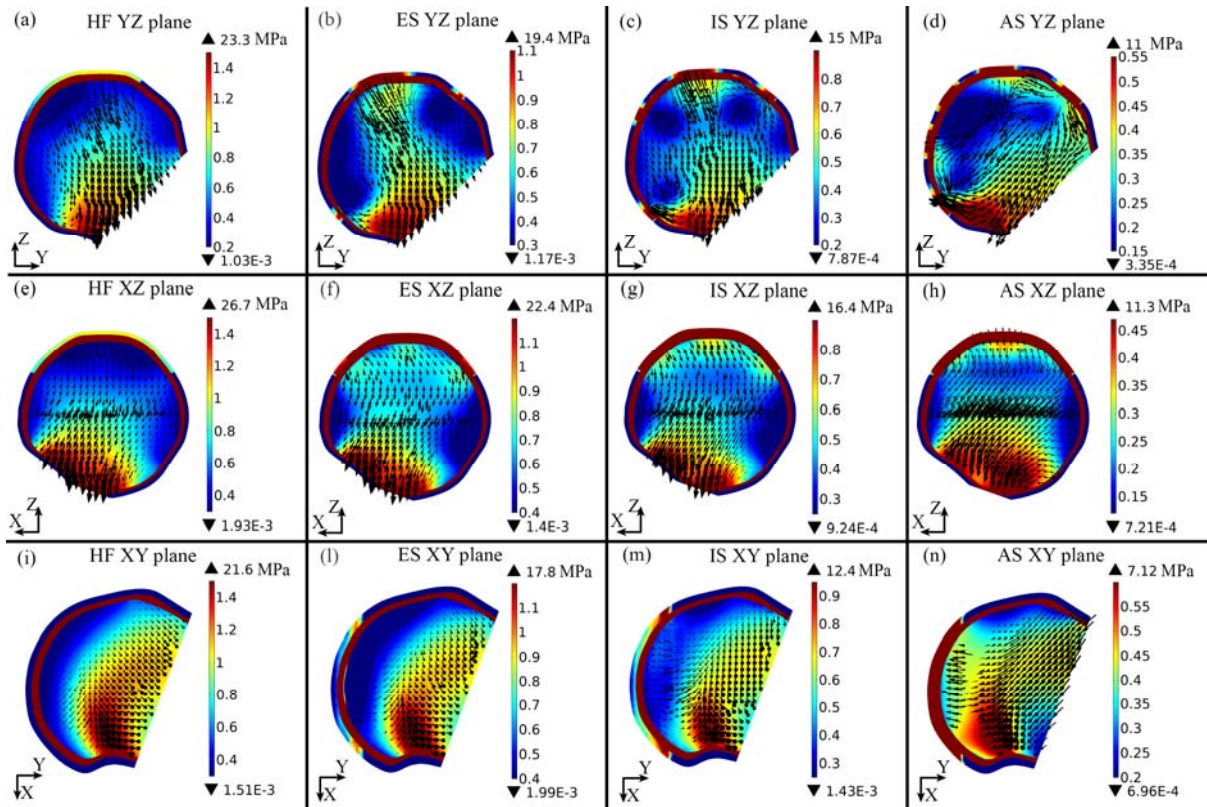 (a) HF YZ plane
23.3 MPa
1.4
1.2
1
0.8
0.6
0.4
0.2
1.03E-3
Z
Y
(b) ES YZ plane
19.4 MPa
1.1
1
0.9
0.8
0.7
0.6
0.5
0.4
0.3
1.17E-3
Z
Y
(c) IS YZ plane
15 MPa
0.8
0.7
0.6
0.5
0.4
0.3
0.2
7.87E-4
Z
Y
(d) AS YZ plane
11 MPa
0.55
0.5
0.45
0.4
0.35
0.3
0.25
0.2
0.15
3.35E-4
Z
Y
(e) HF XZ plane
26.7 MPa
1.4
1.2
1
0.8
0.6
0.4
1.93E-3
Z
X
(f) ES XZ plane
22.4 MPa
1.1
1
0.9
0.8
0.7
0.6
0.5
0.4
1.4E-3
Z
X
(g) IS XZ plane
16.4 MPa
0.8
0.7
0.6
0.5
0.4
0.3
9.24E-4
Z
X
(h) AS XZ plane
11.3 MPa
0.45
0.4
0.35
0.3
0.25
0.2
0.15
7.21E-4
Z
X
(i) HF XY plane
21.6 MPa
1.6
1.4
1.2
1
0.8
0.6
0.4
1.51E-3
Y
X
(l) ES XY plane
17.8 MPa
1.1
1
0.9
0.8
0.7
0.6
0.5
0.4
1.99E-3
Y
X
(m) IS XY plane
12.4 MPa
0.9
0.8
0.7
0.6
0.5
0.4
0.3
1.43E-3
Y
X
(n) AS XY plane
7.12 MPa
0.55
0.5
0.45
0.4
0.35
0.3
0.25
0.2
6.96E-4
Y
X